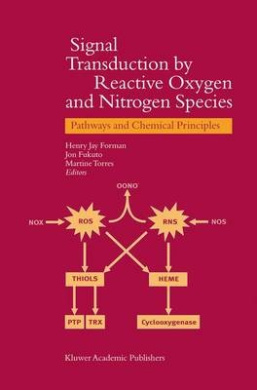 Signal
Transduction by
Reactive Oxygen
and Nitrogen Species
Pathways and Chemical Principles
Henry Jay Forman
Jon Fukuto
Martine Torres
Editors
OONO⁻
NOX ROS RNS NOS
THIOLS HEME
PTP TRX Cyclooxygenase
Kluwer Academic Publishers